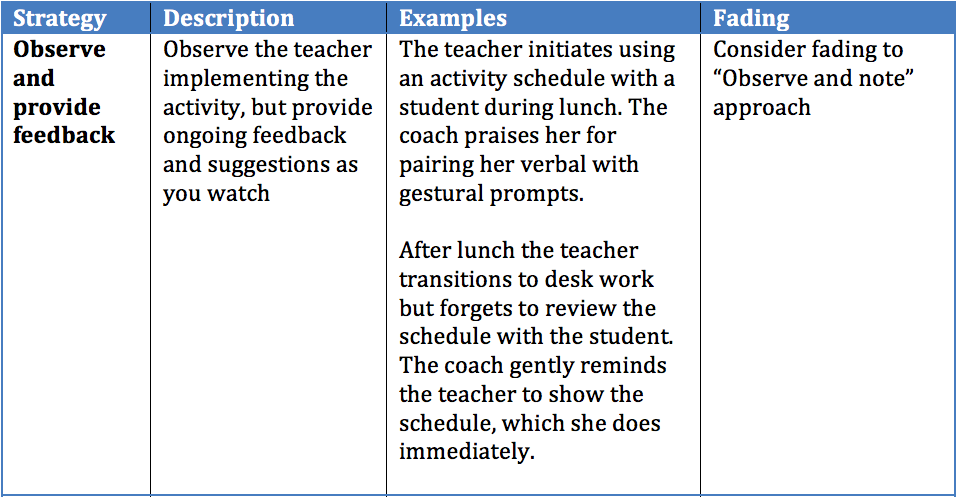 Strategy
Description
Examples
Fading
Observe
and
provide
feedback
Observe the teacher
implementing the
activity, but provide
ongoing feedback
and suggestions as
you watch
The teacher initiates using
an activity schedule with a
student during lunch. The
coach praises her for
pairing her verbal with
gestural prompts.
After lunch the teacher
transitions to desk work
but forgets to review the
schedule with the student.
The coach gently reminds
the teacher to show the
schedule, which she does
immediately.
Consider fading to
“Observe and note”
approach